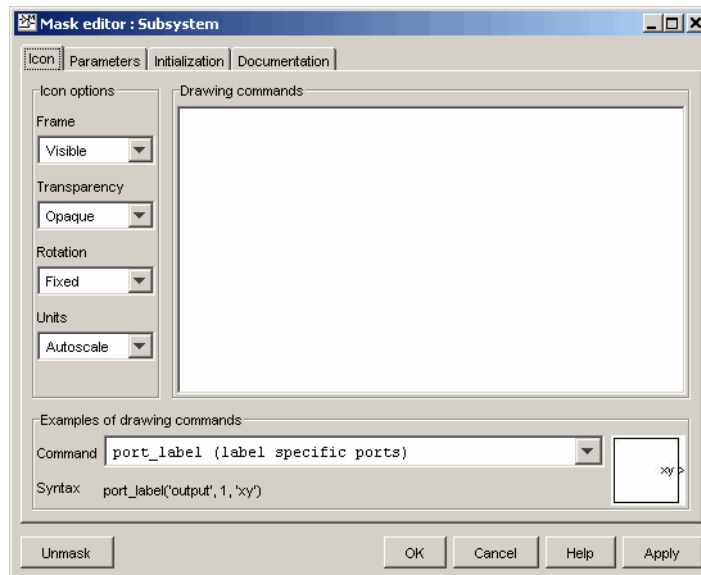 Mask editor : Subsystem
Icon Parameters Initialization Documentation
Icon options
Frame
Visible
Transparency
Opaque
Rotation
Fixed
Units
Autoscale
Drawing commands
Examples of drawing commands
Command port_label (label specific ports)
Syntax port_label('output', 1, 'xy')
xy >
Unmask OK Cancel Help Apply